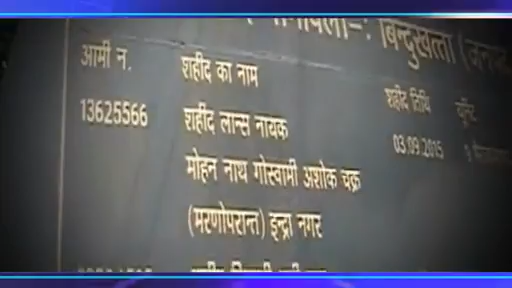 बिन्दुखत्ता
आर्मी न. शहीद का नाम शहीद तिथि
13625566 शहीद लान्स नायक 03.09.2015
मोहन नाथ गोस्वामी अशोक चक्र
(मरणोपरान्त) इन्द्रा नगर